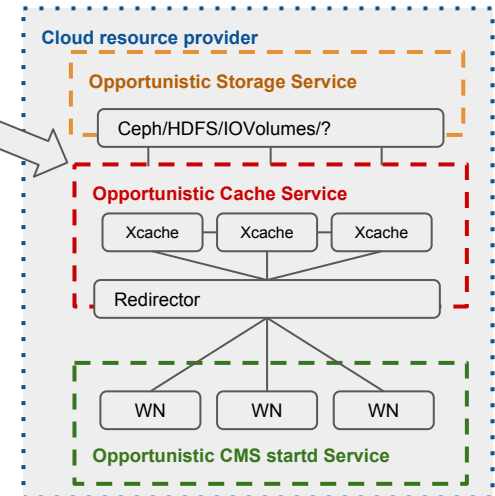 Cloud resource provider
Opportunistic Storage Service
Ceph/HDFS/IOVolumes/?
Opportunistic Cache Service
Xcache Xcache Xcache
Redirector
WN WN WN
Opportunistic CMS startd Service